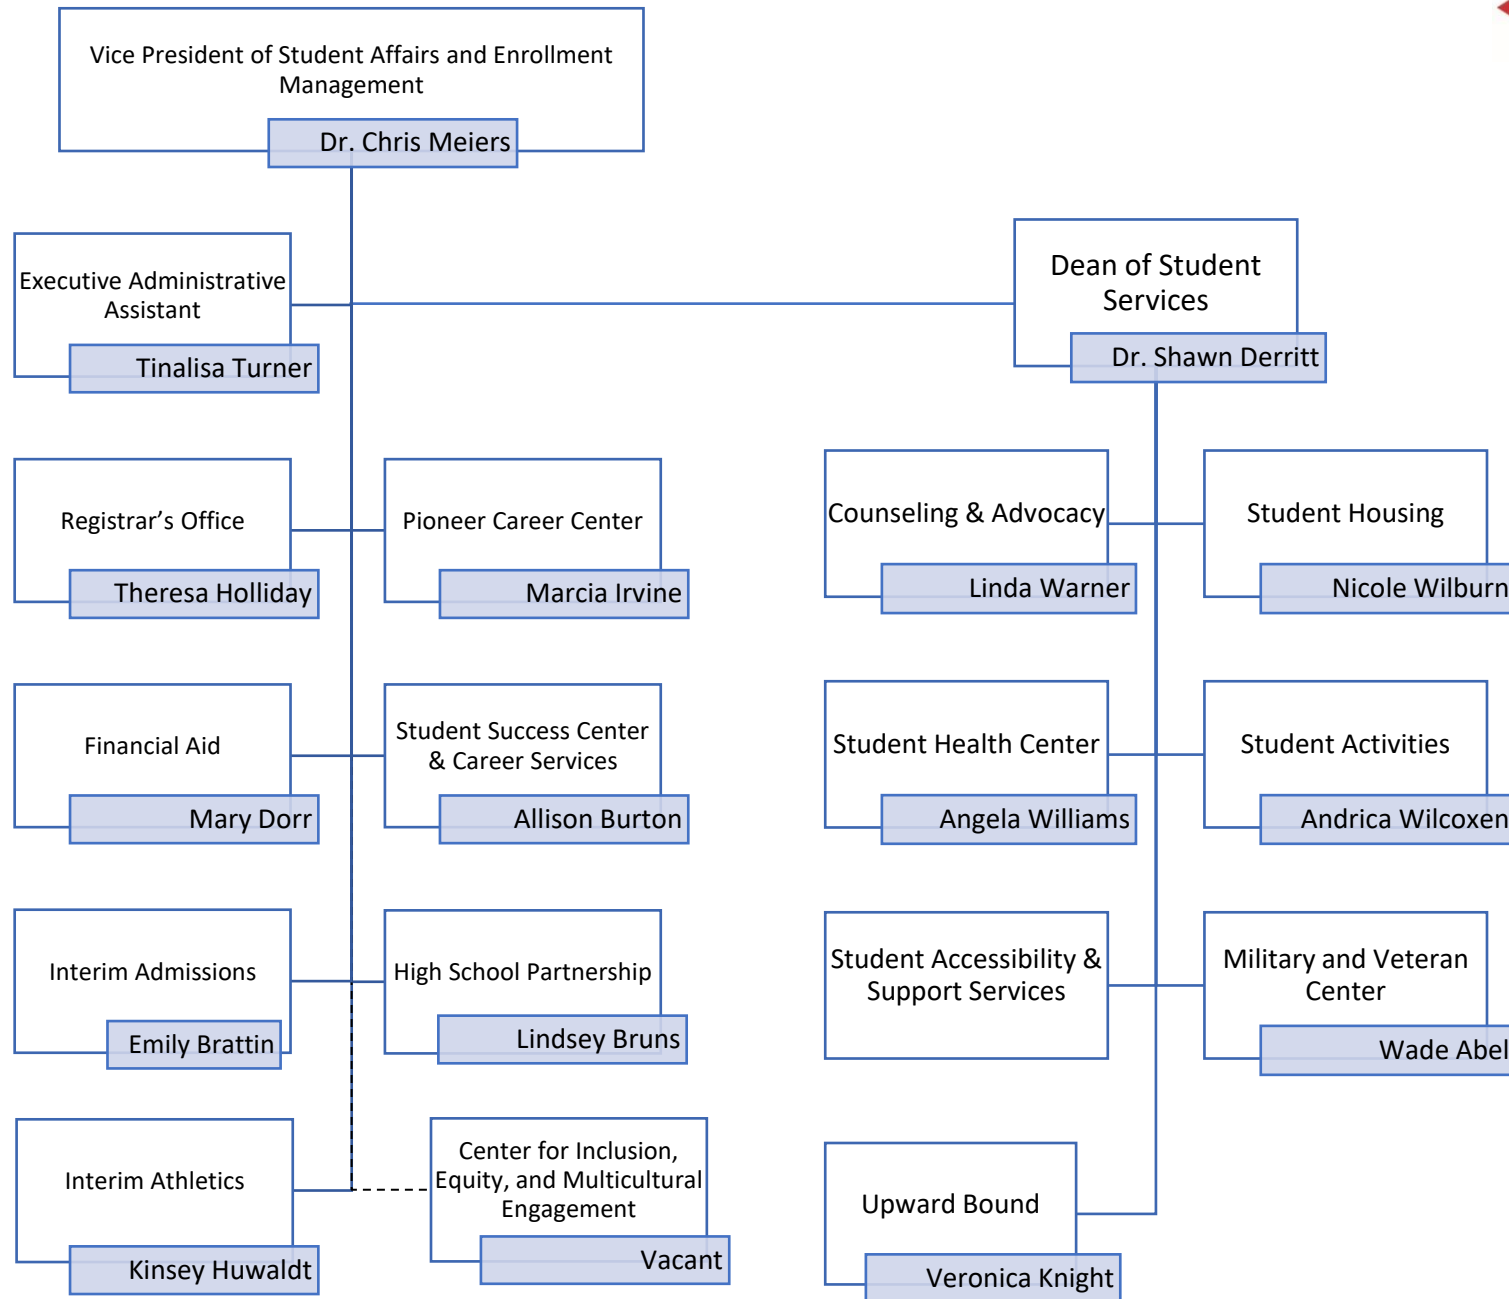 Vice President of Student Affairs and Enrollment
Management
Dr. Chris Meiers
Executive Administrative
Assistant
Tinalisa Turner
Dean of Student
Services
Dr. Shawn Derritt
Registrar’s Office
Theresa Holliday
Pioneer Career Center
Marcia Irvine
Counseling & Advocacy
Linda Warner
Student Housing
Nicole Wilburn
Financial Aid
Mary Dorr
Student Success Center
& Career Services
Allison Burton
Student Health Center
Angela Williams
Student Activities
Andrica Wilcoxen
Interim Admissions
Emily Brattin
High School Partnership
Lindsey Bruns
Student Accessibility &
Support Services
Military and Veteran
Center
Wade Abel
Interim Athletics
Kinsey Huwaldt
Center for Inclusion,
Equity, and Multicultural
Engagement
Vacant
Upward Bound
Veronica Knight